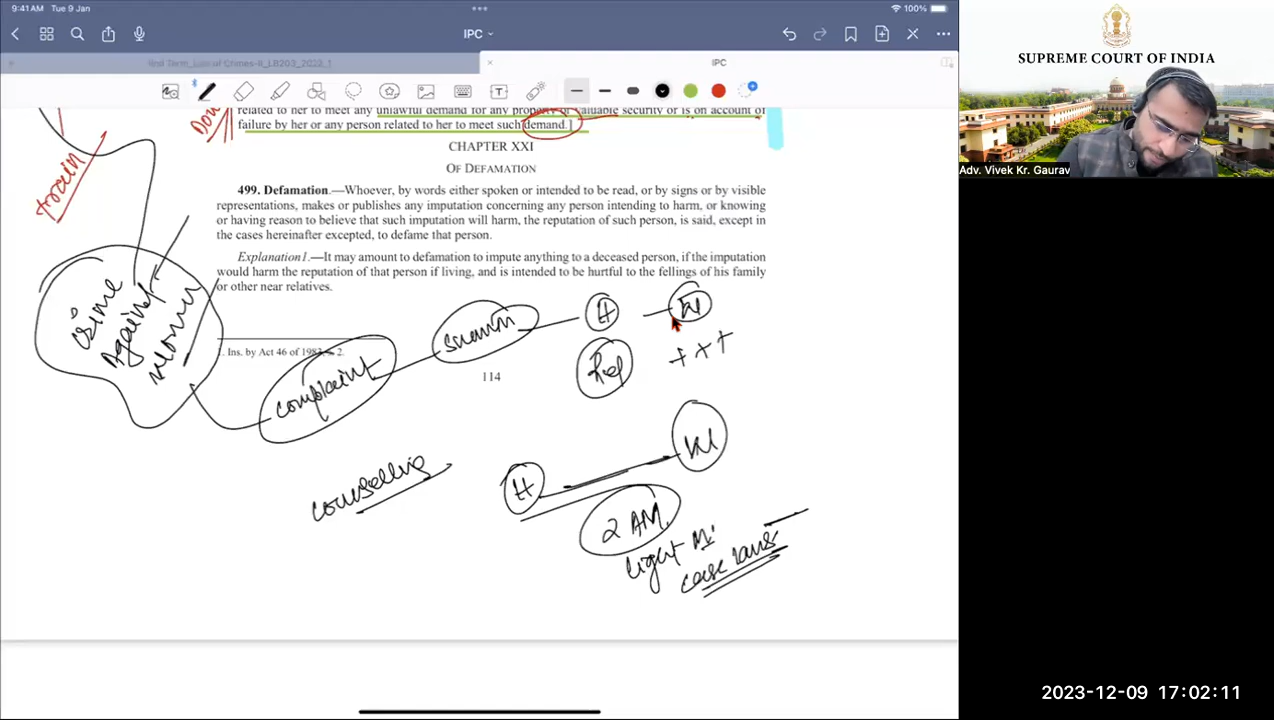 9:41 AM Tue 9 Jan
100%
IPC
IInd Term_Law of Crimes-II_LB203_2022_1
IPC
related to her to meet any unlawful demand for any property or valuable security or is on account of
failure by her or any person related to her to meet such demand.]
CHAPTER XXI
OF DEFAMATION
499. Defamation.—Whoever, by words either spoken or intended to be read, or by signs or by visible
representations, makes or publishes any imputation concerning any person intending to harm, or knowing
or having reason to believe that such imputation will harm, the reputation of such person, is said, except in
the cases hereinafter excepted, to defame that person.
Explanation1.—It may amount to defamation to impute anything to a deceased person, if the imputation
would harm the reputation of that person if living, and is intended to be hurtful to the fellings of his family
or other near relatives.
1. Ins. by Act 46 of 1983, s. 2.
114
crime
Against
women
complaint
H
W
+ + +
counselling
H
W
2 AM
light
case laws
SUPREME COURT OF INDIA
Adv. Vivek Kr. Gaurav
2023-12-09 17:02:11